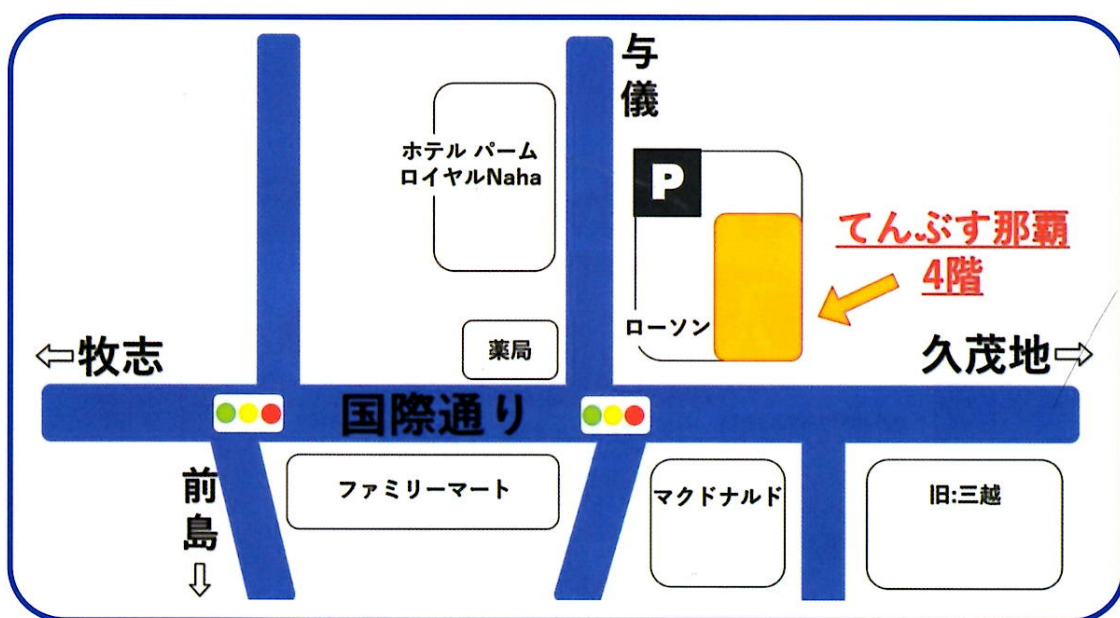 与儀
ホテル パーム
ロイヤルNaha
P
てんぶす那覇
4階
ローソン
薬局
⇦牧志
久茂地⇨
国際通り
前島
⇩
ファミリーマート
マクドナルド
旧:三越